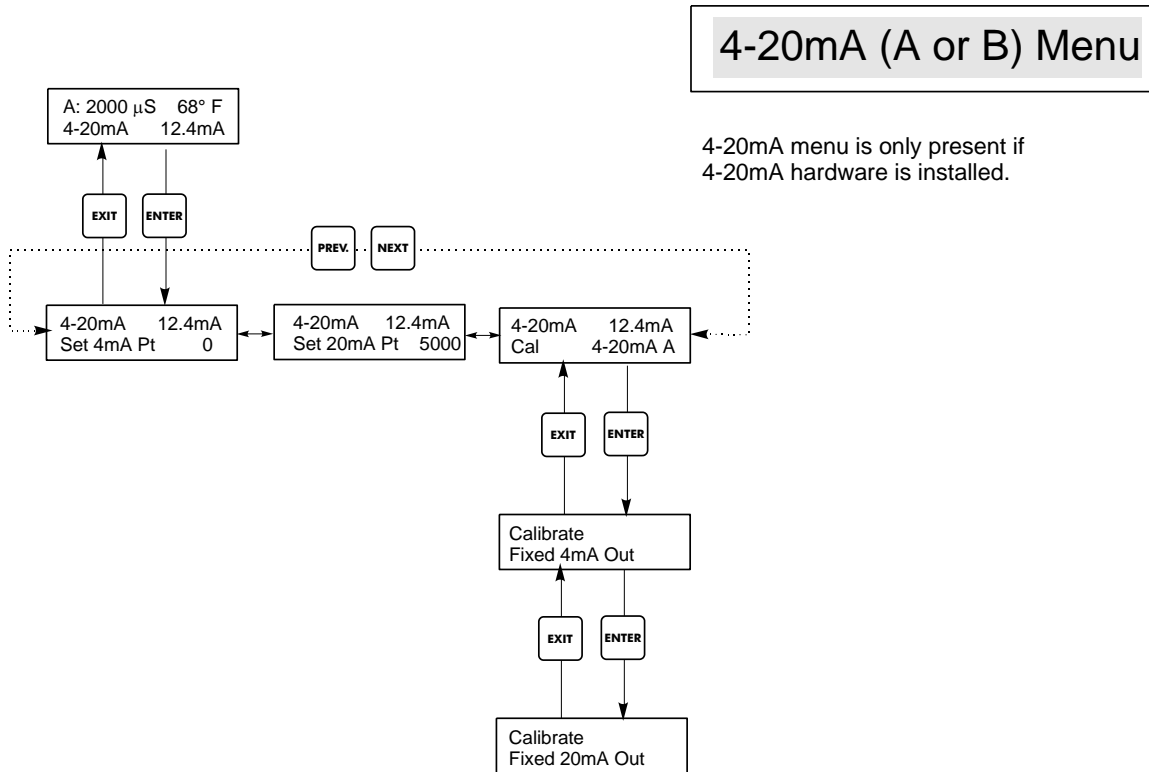 4-20mA (A or B) Menu
4-20mA menu is only present if
4-20mA hardware is installed.
A: 2000 μS 68° F
4-20mA 12.4mA
EXIT
ENTER
PREV.
NEXT
4-20mA 12.4mA
Set 4mA Pt 0
4-20mA 12.4mA
Set 20mA Pt 5000
4-20mA 12.4mA
Cal 4-20mA A
EXIT
ENTER
Calibrate
Fixed 4mA Out
EXIT
ENTER
Calibrate
Fixed 20mA Out